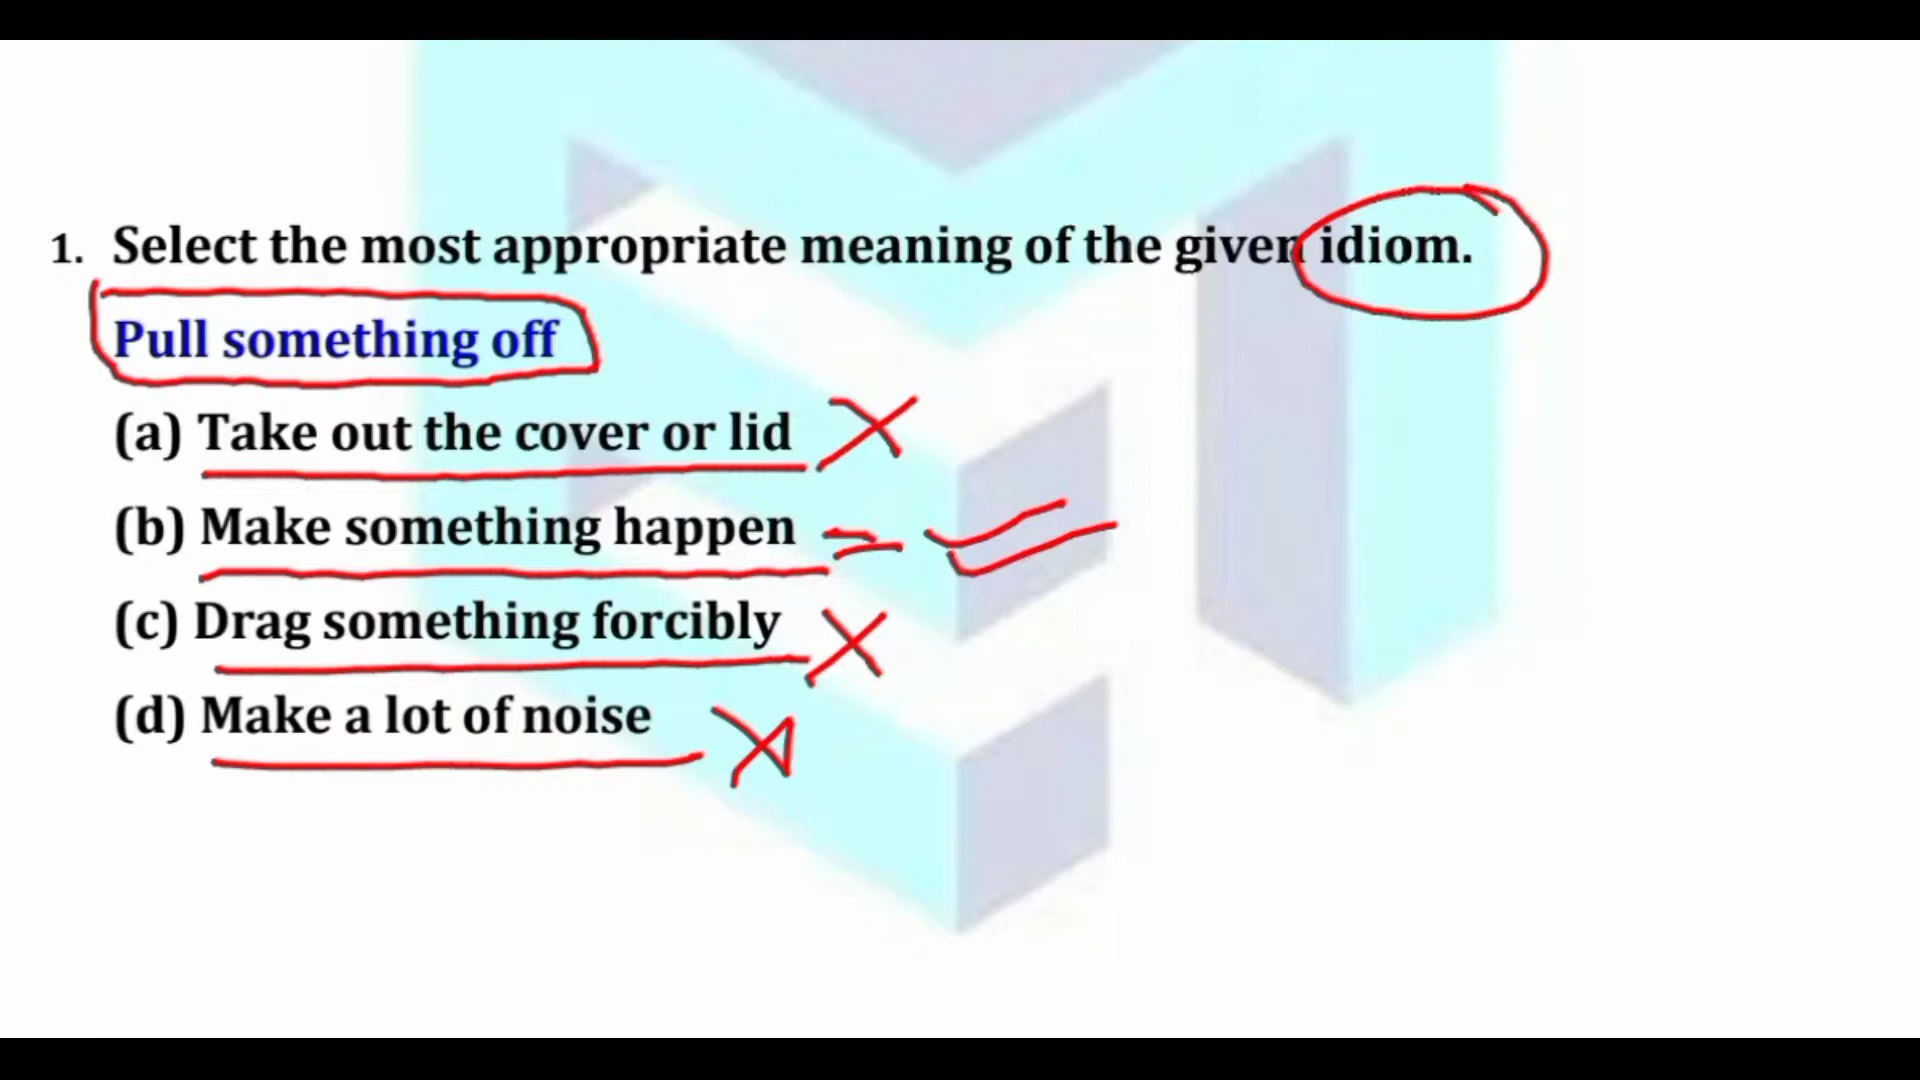 1. Select the most appropriate meaning of the given idiom.
Pull something off
(a) Take out the cover or lid
(b) Make something happen
(c) Drag something forcibly
(d) Make a lot of noise